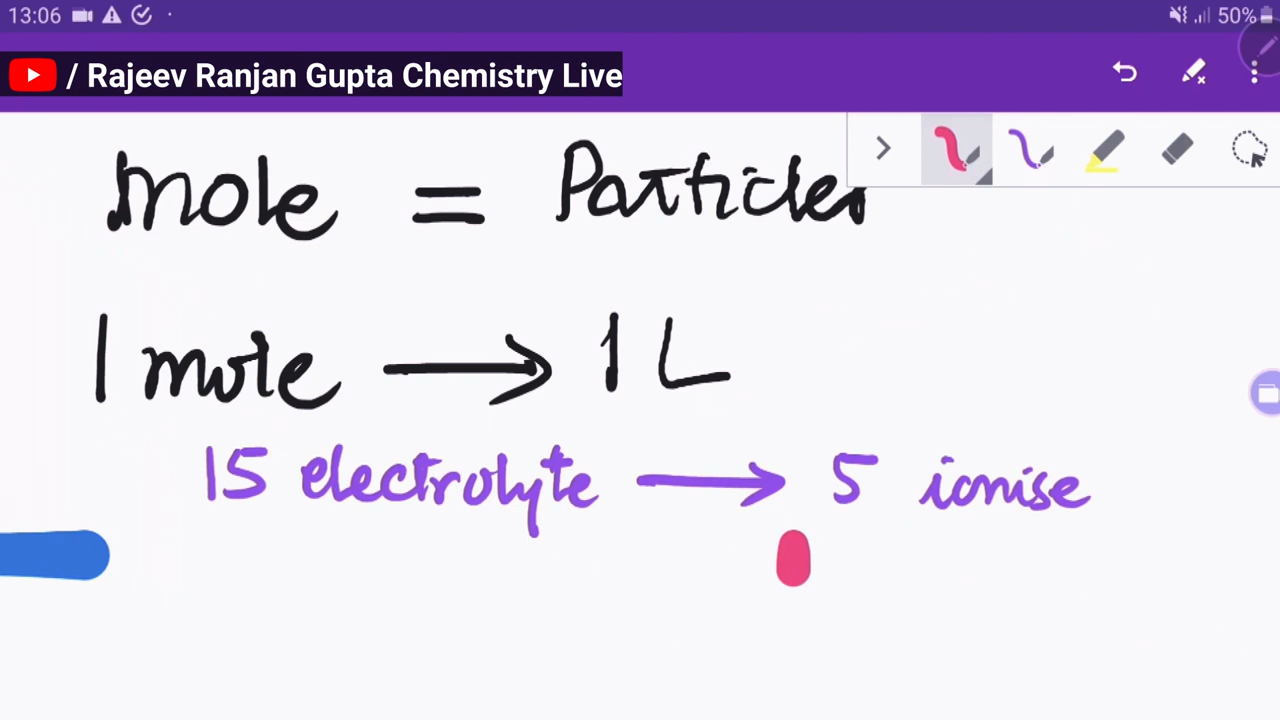 13:06 50%
/ Rajeev Ranjan Gupta Chemistry Live
mole = Particles
1 mole → 1 L
15 electrolyte → 5 ionise